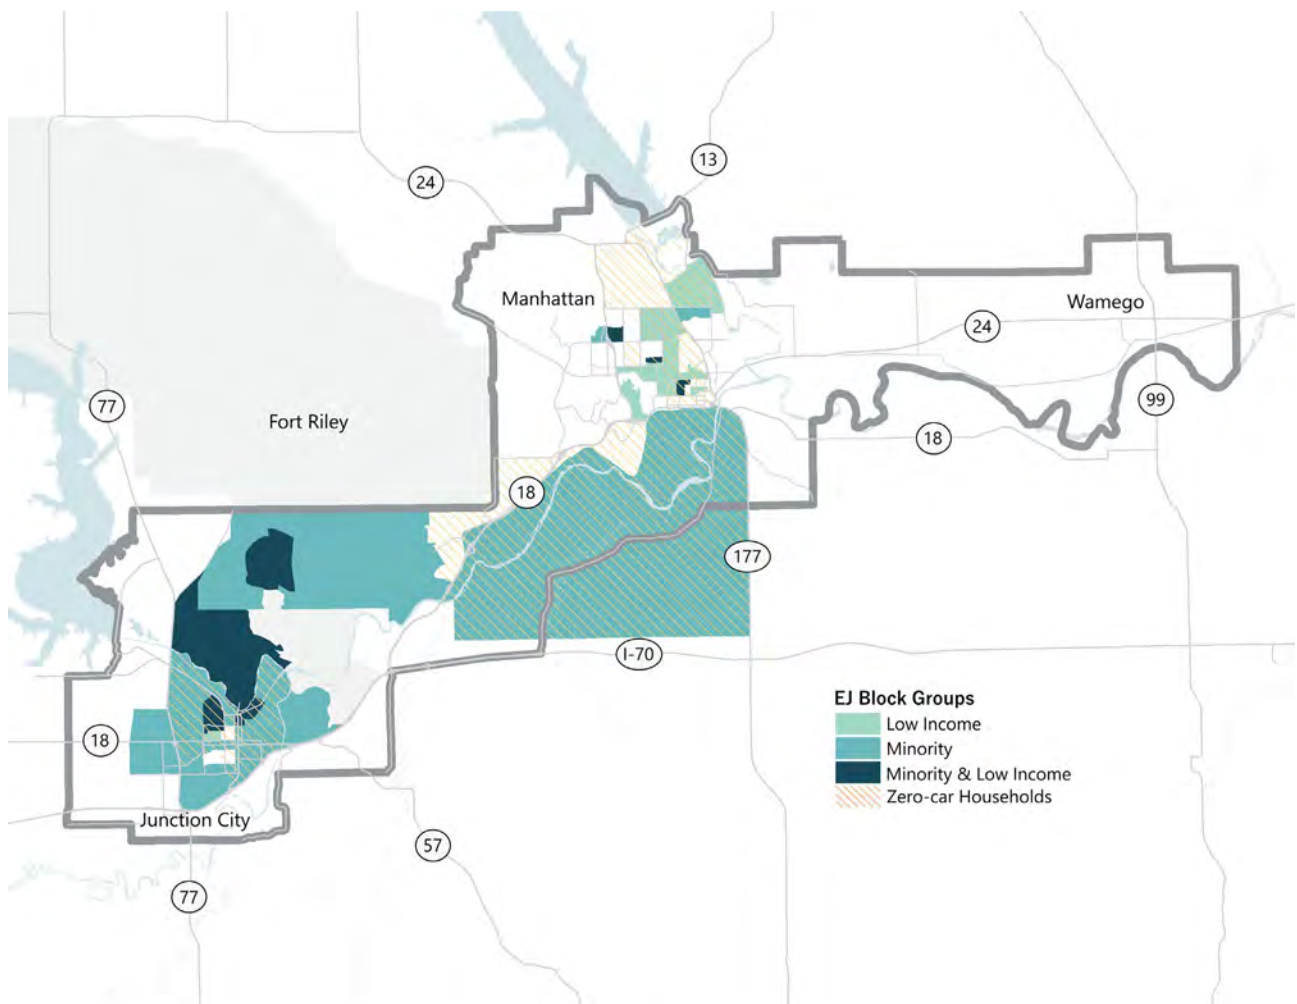 13
24
Manhattan
Wamego
24
77
99
Fort Riley
18
18
177
I-70
EJ Block Groups
Low Income
18
Minority
Minority & Low Income
Zero-car Households
Junction City
57
77